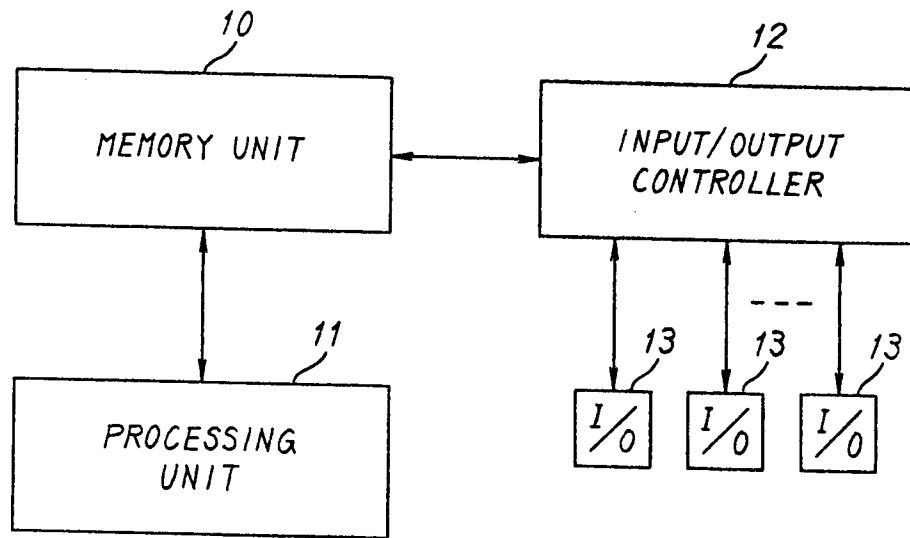 10
12
MEMORY UNIT
INPUT/OUTPUT
CONTROLLER
11
13
13
13
PROCESSING
UNIT
I/O
I/O
I/O